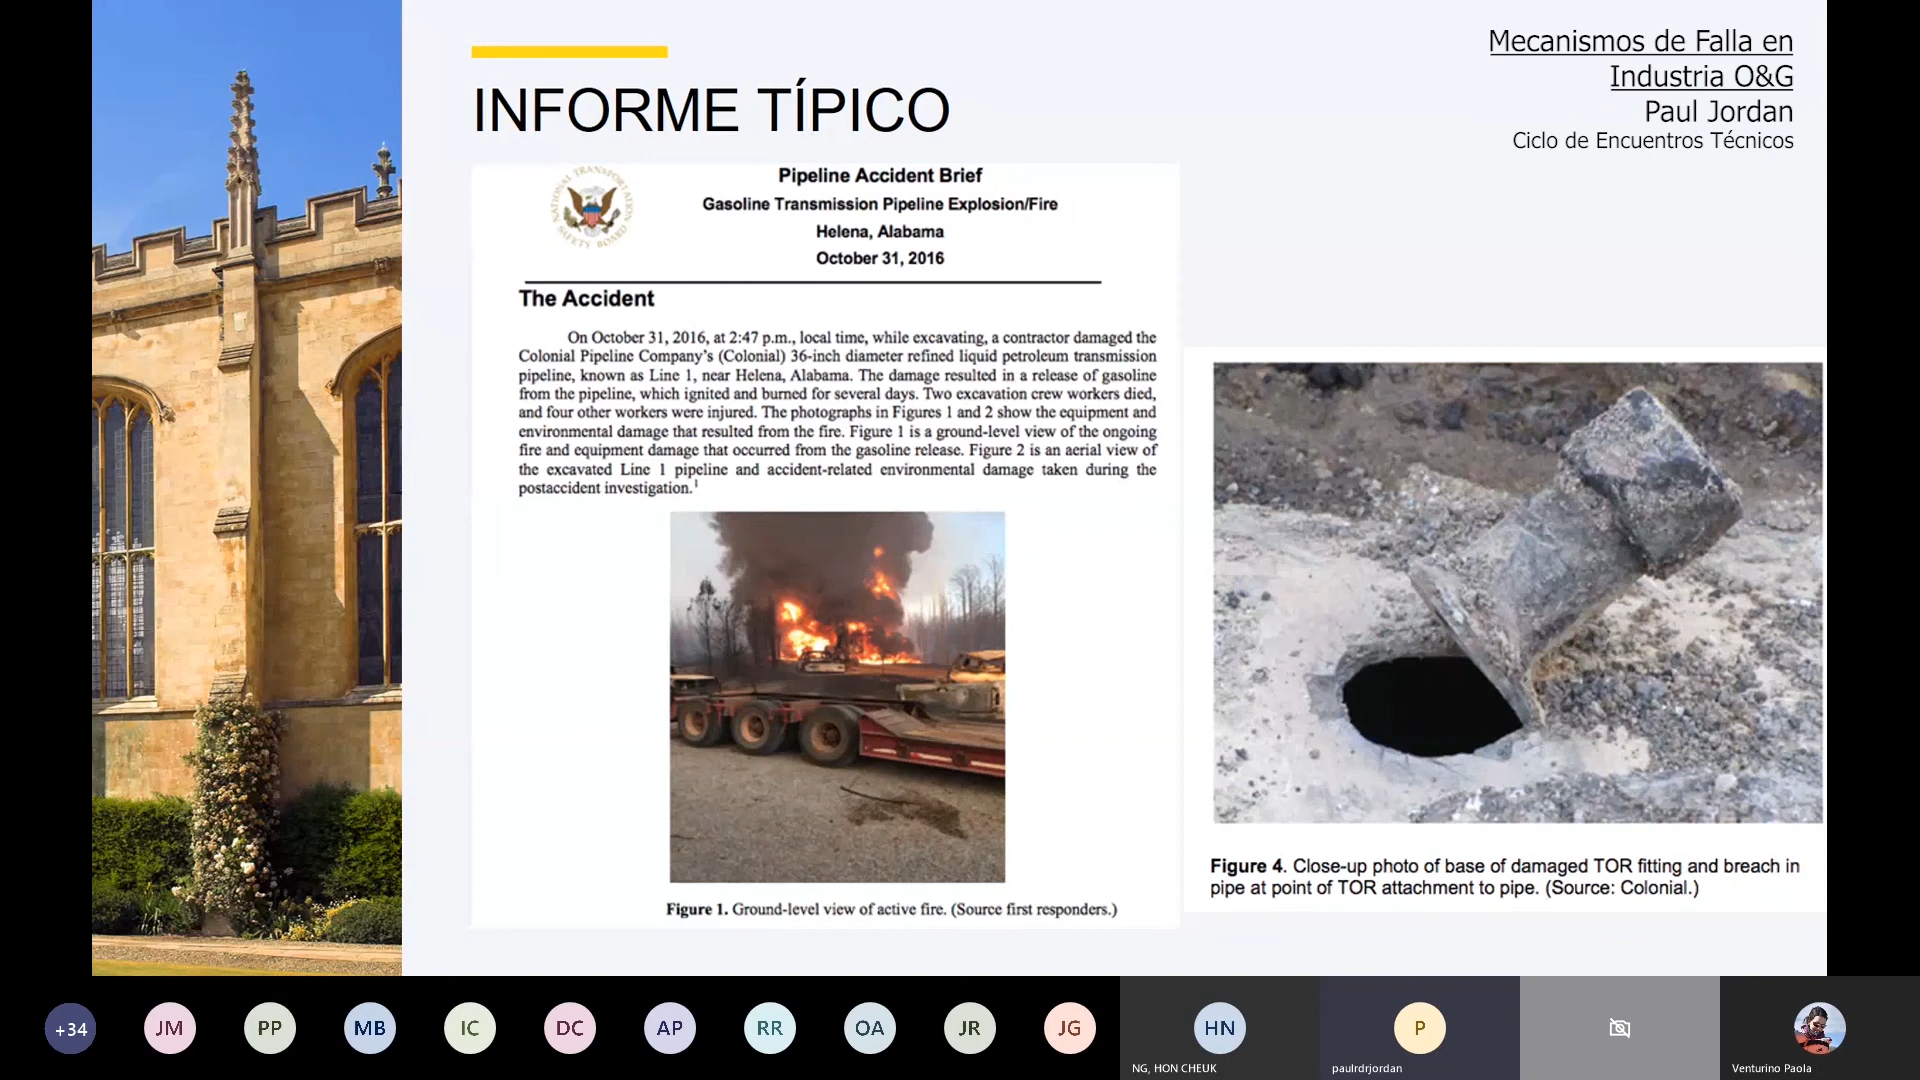 Mecanismos de Falla en
Industria O&G
Paul Jordan
Ciclo de Encuentros Técnicos
INFORME TÍPICO
NATIONAL TRANSPORTATION
SAFETY BOARD
Pipeline Accident Brief
Gasoline Transmission Pipeline Explosion/Fire
Helena, Alabama
October 31, 2016
The Accident
On October 31, 2016, at 2:47 p.m., local time, while excavating, a contractor damaged the
Colonial Pipeline Company's (Colonial) 36-inch diameter refined liquid petroleum transmission
pipeline, known as Line 1, near Helena, Alabama. The damage resulted in a release of gasoline
from the pipeline, which ignited and burned for several days. Two excavation crew workers died,
and four other workers were injured. The photographs in Figures 1 and 2 show the equipment and
environmental damage that resulted from the fire. Figure 1 is a ground-level view of the ongoing
fire and equipment damage that occurred from the gasoline release. Figure 2 is an aerial view of
the excavated Line 1 pipeline and accident-related environmental damage taken during the
postaccident investigation.¹
Figure 1. Ground-level view of active fire. (Source first responders.)
Figure 4. Close-up photo of base of damaged TOR fitting and breach in
pipe at point of TOR attachment to pipe. (Source: Colonial.)
+34
JM
PP
MB
IC
DC
AP
RR
OA
JR
JG
HN
NG, HON CHEUK
P
paulrdrjordan
Venturino Paola